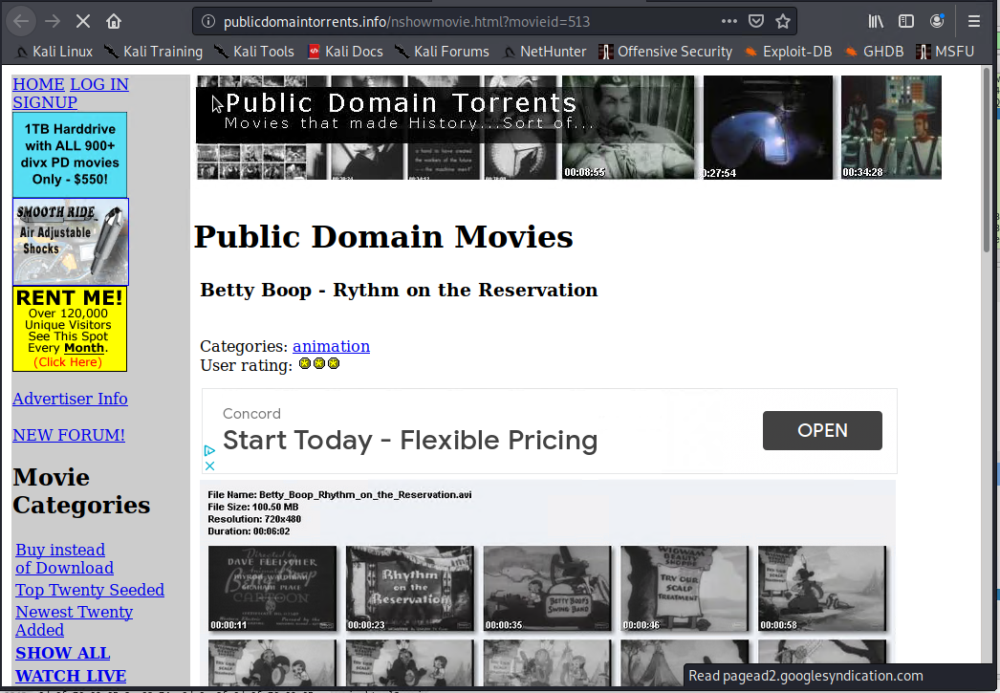 publicdomaintorrents.info/nshowmovie.html?movieid=513
Kali Linux Kali Training Kali Tools Kali Docs Kali Forums NetHunter Offensive Security Exploit-DB GHDB MSFU
HOME LOG IN
SIGNUP
1TB Harddrive
with ALL 900+
divx PD movies
Only - $550!
SMOOTH RIDE
Air Adjustable
Shocks
RENT ME!
Over 120,000
Unique Visitors
See This Spot
Every Month.
(Click Here)
Advertiser Info
NEW FORUM!
Movie
Categories
Buy instead
of Download
Top Twenty Seeded
Newest Twenty
Added
SHOW ALL
WATCH LIVE
Public Domain Torrents
Movies that made History...Sort of...
00:08:55
0:27:54
00:34:28
Public Domain Movies
Betty Boop - Rythm on the Reservation
Categories: animation
User rating:
Concord
Start Today - Flexible Pricing
OPEN
File Name: Betty_Boop_Rhythm_on_the_Reservation.avi
File Size: 100.50 MB
Resolution: 720x480
Duration: 00:06:02
Directed by
DAVE FLEISCHER
CARTOON
00:00:11
Rhythm
on the
Reservation
00:00:23
BETTY BOOP'S
SWING BAND
00:00:35
WIGWAM
BEAUTY
SHOPPE
TRY OUR
SCALP
TREATMENT
00:00:46
TRY OUR
SCALP
00:00:58
Read pagead2.googlesyndication.com